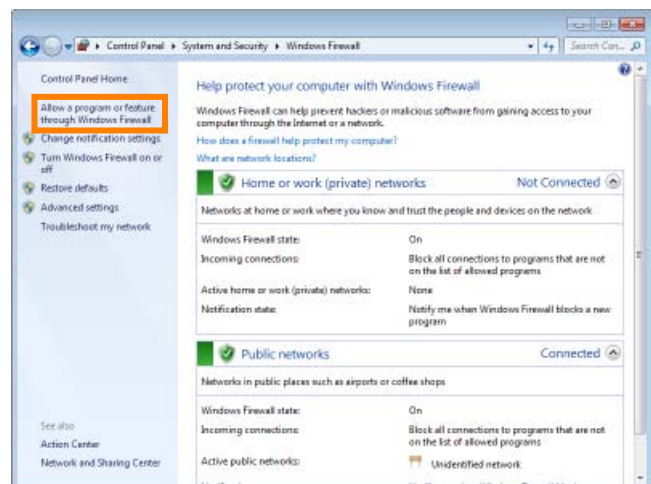 Control Panel ▸ System and Security ▸ Windows Firewall
Search Con...
Control Panel Home
Allow a program or feature
through Windows Firewall
Change notification settings
Turn Windows Firewall on or
off
Restore defaults
Advanced settings
Troubleshoot my network
See also
Action Center
Network and Sharing Center
Help protect your computer with Windows Firewall
Windows Firewall can help prevent hackers or malicious software from gaining access to your
computer through the Internet or a network.
How does a firewall help protect my computer?
What are network locations?
Home or work (private) networks Not Connected
Networks at home or work where you know and trust the people and devices on the network
Windows Firewall state: On
Incoming connections: Block all connections to programs that are not
on the list of allowed programs
Active home or work (private) networks: None
Notification state: Notify me when Windows Firewall blocks a new
program
Public networks Connected
Networks in public places such as airports or coffee shops
Windows Firewall state: On
Incoming connections: Block all connections to programs that are not
on the list of allowed programs
Active public networks: Unidentified network